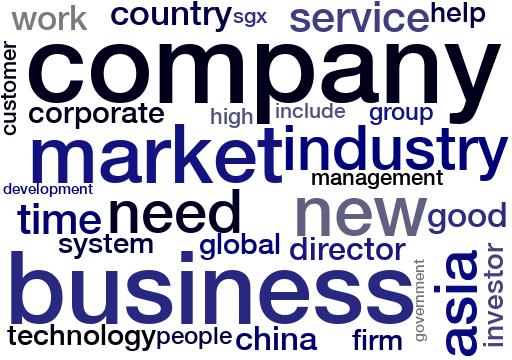 work country sgx service help
company
customer
corporate high include group
market industry
management
development
time need new good
system global director
business
government
asia
investor
technology people china firm